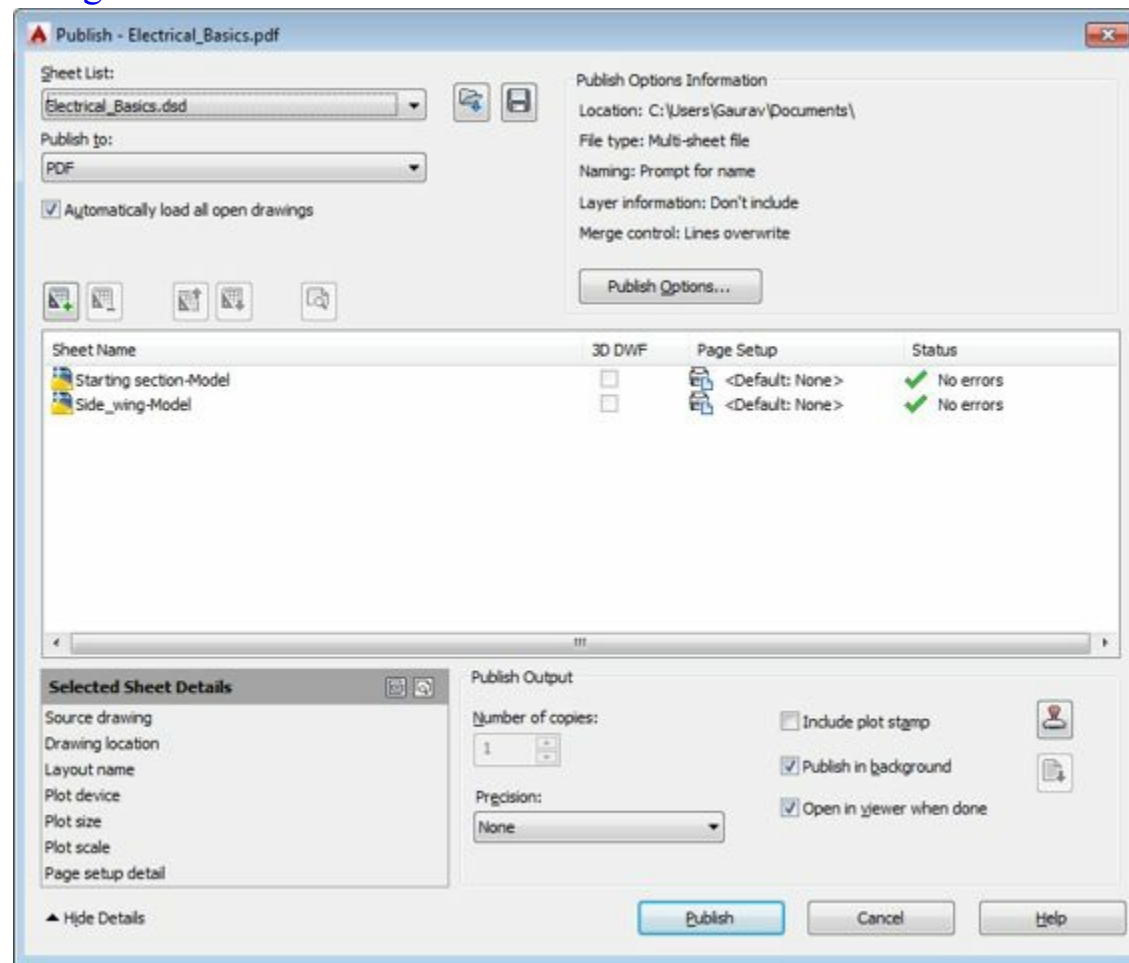 Publish - Electrical_Basics.pdf
Sheet List:
Electrical_Basics.dsd
Publish to:
PDF
Automatically load all open drawings
Publish Options Information
Location: C:\Users\Gaurav\Documents\
File type: Multi-sheet file
Naming: Prompt for name
Layer information: Don't include
Merge control: Lines overwrite
Publish Options...
Sheet Name 3D DWF Page Setup Status
Starting section-Model <Default: None> No errors
Side_wing-Model <Default: None> No errors
Selected Sheet Details
Source drawing
Drawing location
Layout name
Plot device
Plot size
Plot scale
Page setup detail
Publish Output
Number of copies:
1
Precision:
None
Include plot stamp
Publish in background
Open in viewer when done
Hide Details
Publish
Cancel
Help